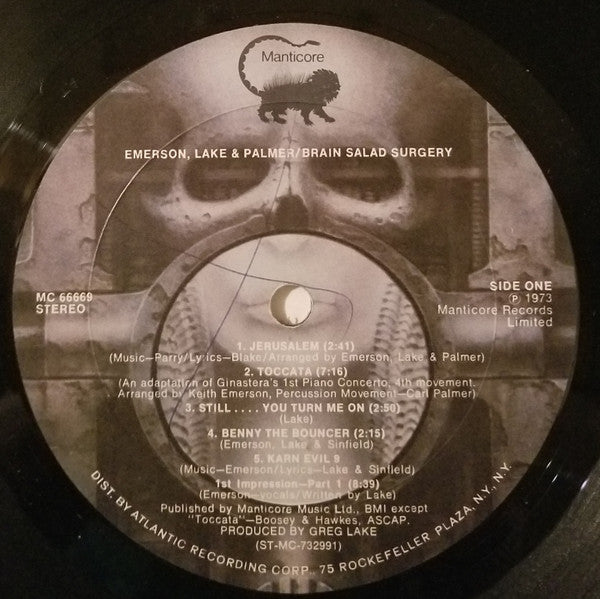 Manticore
EMERSON, LAKE & PALMER/BRAIN SALAD SURGERY
MC 66669
STEREO
SIDE ONE
Ⓟ 1973
Manticore Records
Limited
1. JERUSALEM (2:41)
(Music—Parry/Lyrics—Blake/Arranged by Emerson, Lake & Palmer)
2. TOCCATA (7:16)
(An adaptation of Ginastera's 1st Piano Concerto, 4th movement.
Arranged by Keith Emerson, Percussion Movement—Carl Palmer)
3. STILL . . . . YOU TURN ME ON (2:50)
(Lake)
4. BENNY THE BOUNCER (2:15)
(Emerson, Lake & Sinfield)
5. KARN EVIL 9
(Music—Emerson/Lyrics—Lake & Sinfield)
1st Impression—Part 1 (8:39)
(Emerson—vocals/Written by Lake)
Published by Manticore Music Ltd., BMI except
"Toccata"—Boosey & Hawkes, ASCAP.
PRODUCED BY GREG LAKE
(ST-MC-732991)
DIST. BY ATLANTIC RECORDING CORP., 75 ROCKEFELLER PLAZA, N.Y., N.Y.